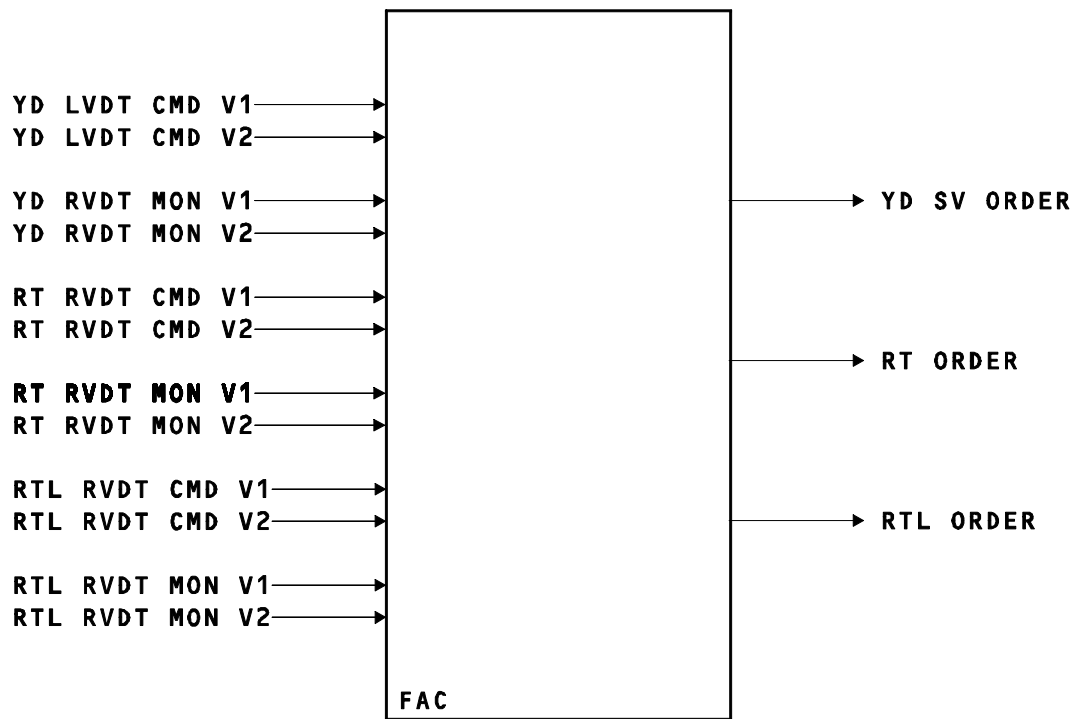 YD LVDT CMD V1
YD LVDT CMD V2
YD RVDT MON V1
YD RVDT MON V2
RT RVDT CMD V1
RT RVDT CMD V2
RT RVDT MON V1
RT RVDT MON V2
RTL RVDT CMD V1
RTL RVDT CMD V2
RTL RVDT MON V1
RTL RVDT MON V2
FAC
YD SV ORDER
RT ORDER
RTL ORDER